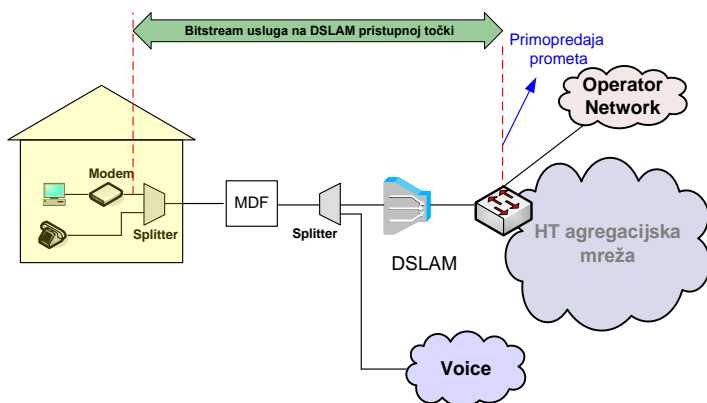 Bitstream usluga na DSLAM pristupnoj točki
Primopredaja
prometa
Operator
Network
Modem
Splitter
MDF
Splitter
DSLAM
HT agregacijska
mreža
Voice